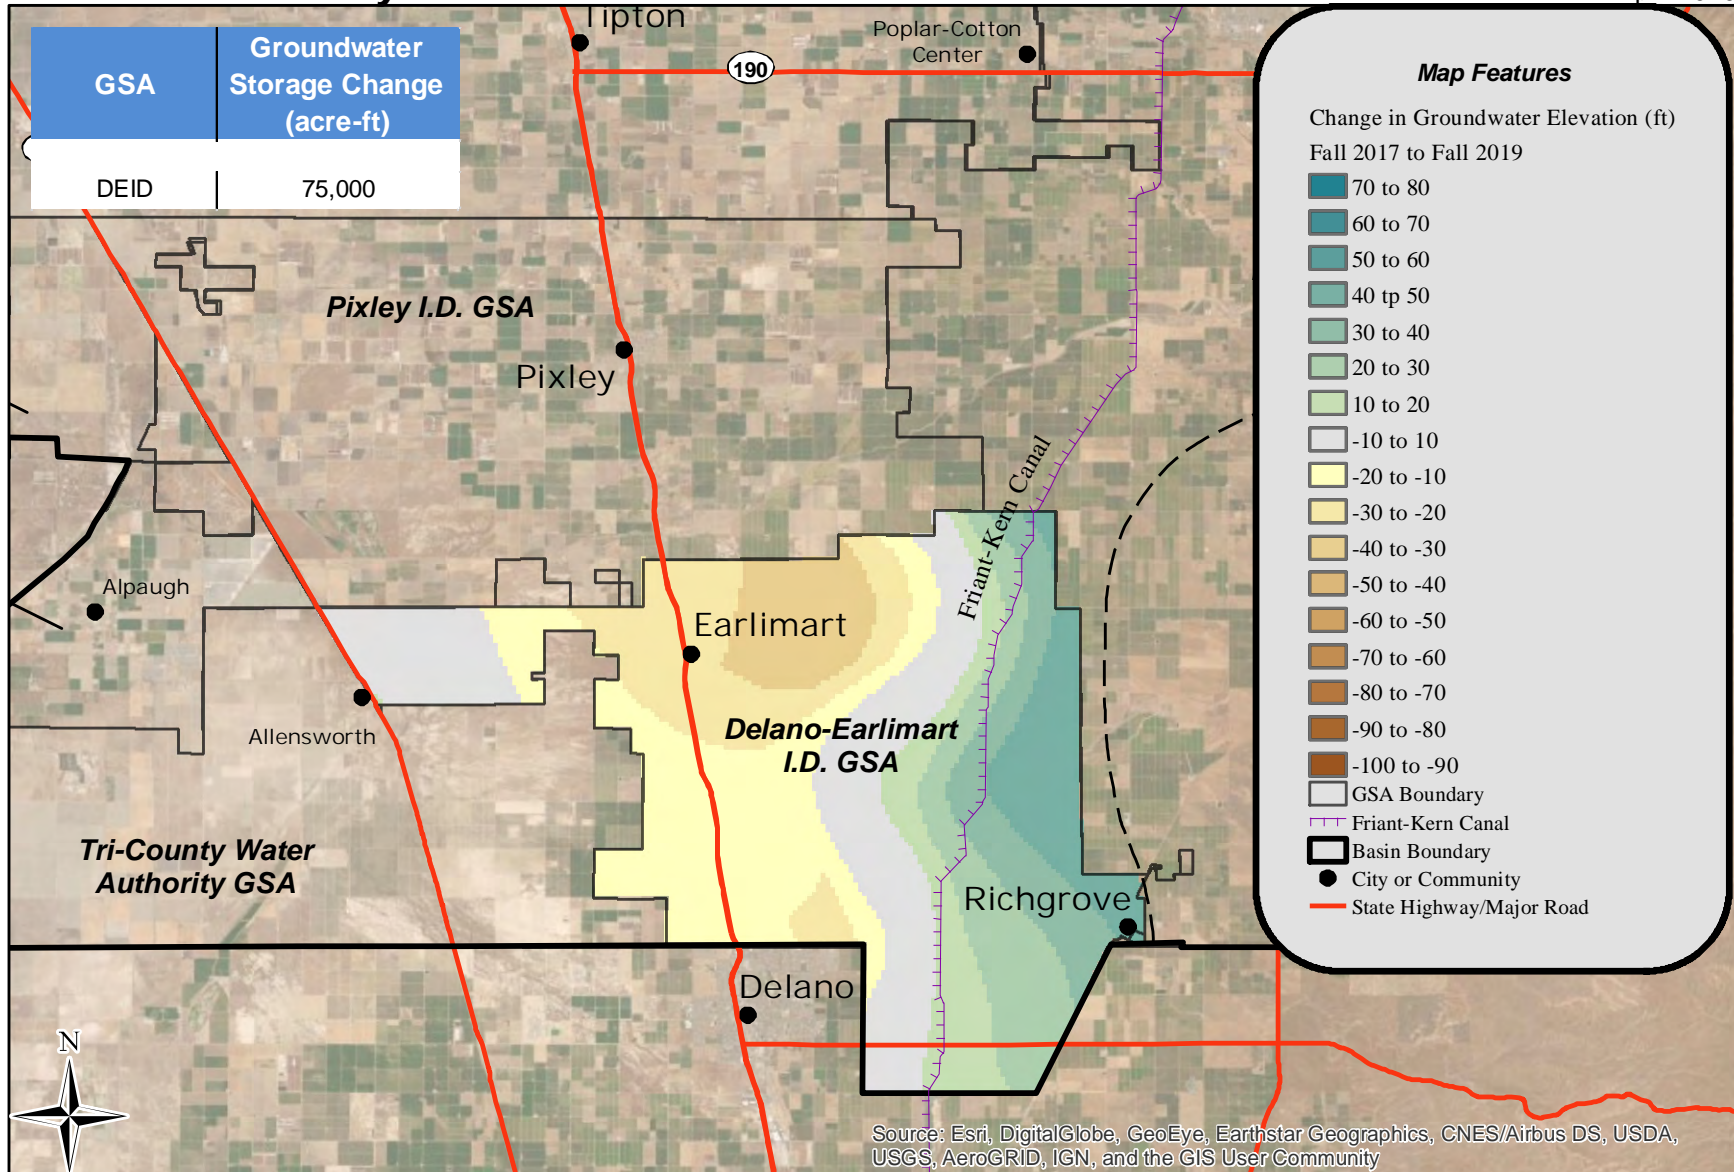 GSA
Groundwater
Storage Change
(acre-ft)
DEID
75,000
Tipton
Poplar-Cotton
Center
190
Pixley I.D. GSA
Pixley
Friant-Kern Canal
Alpaugh
Earlimart
Allensworth
Delano-Earlimart
I.D. GSA
Tri-County Water
Authority GSA
Richgrove
Delano
N
Map Features
Change in Groundwater Elevation (ft)
Fall 2017 to Fall 2019
70 to 80
60 to 70
50 to 60
40 tp 50
30 to 40
20 to 30
10 to 20
-10 to 10
-20 to -10
-30 to -20
-40 to -30
-50 to -40
-60 to -50
-70 to -60
-80 to -70
-90 to -80
-100 to -90
GSA Boundary
Friant-Kern Canal
Basin Boundary
City or Community
State Highway/Major Road
Source: Esri, DigitalGlobe, GeoEye, Earthstar Geographics, CNES/Airbus DS, USDA,
USGS, AeroGRID, IGN, and the GIS User Community